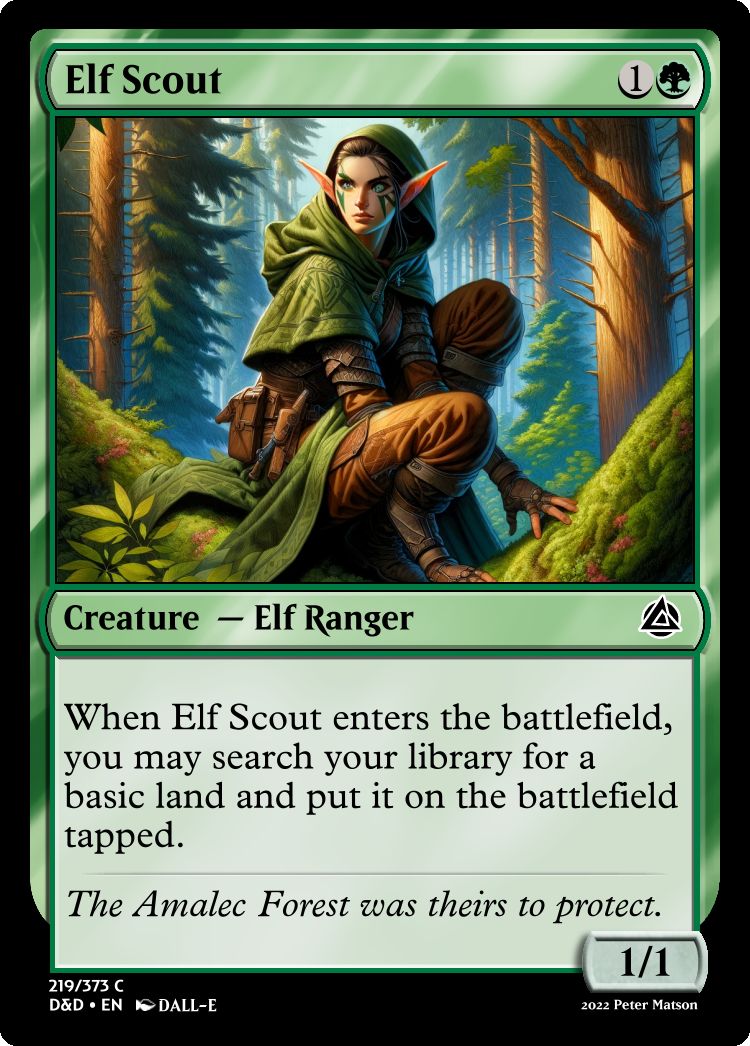 Elf Scout 1
Creature — Elf Ranger
When Elf Scout enters the battlefield,
you may search your library for a
basic land and put it on the battlefield
tapped.
The Amalec Forest was theirs to protect.
1/1
219/373 C
D&D • EN DALL-E
2022 Peter Matson